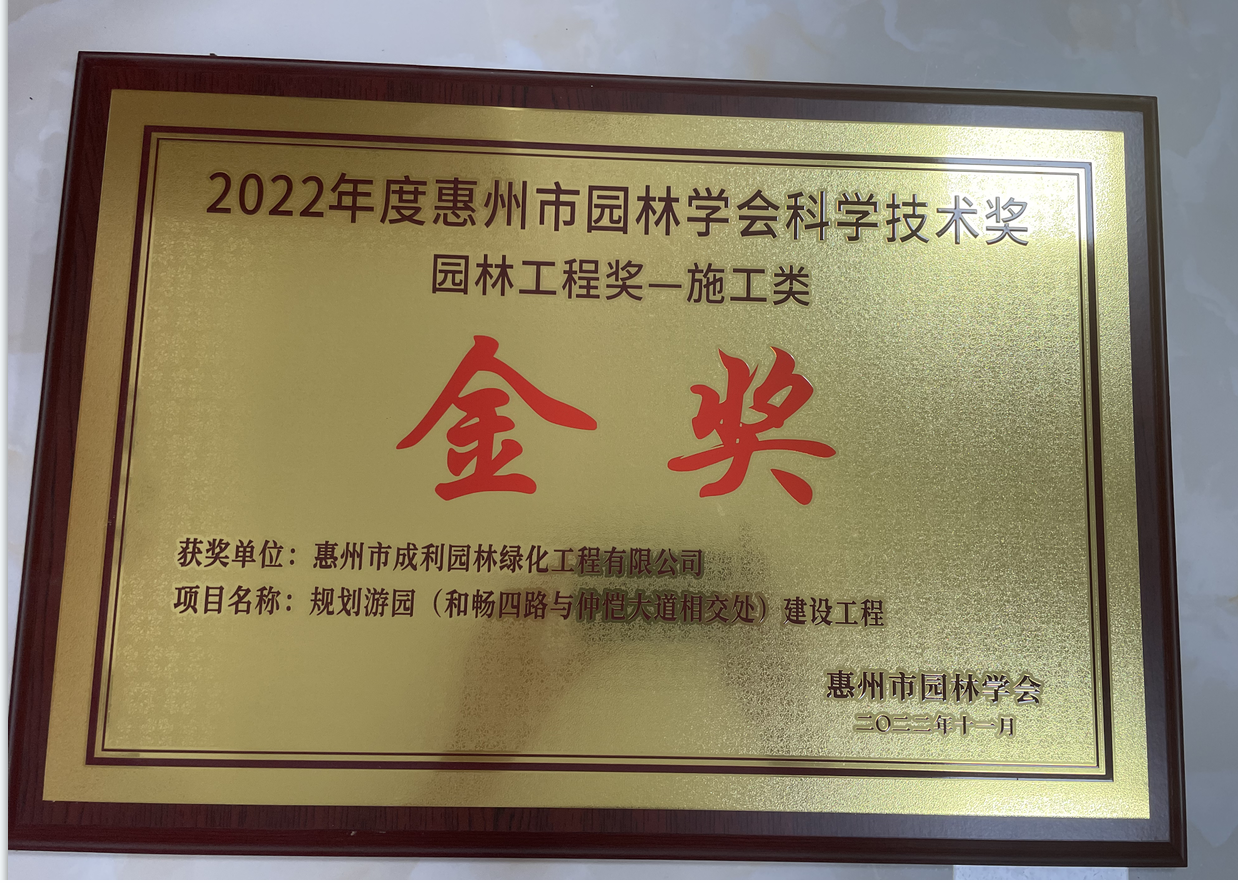 2022年度惠州市园林学会科学技术奖
园林工程奖—施工类
金奖
获奖单位：惠州市成利园林绿化工程有限公司
项目名称：规划游园（和畅四路与仲恺大道相交处）建设工程
惠州市园林学会
二〇二二年十一月